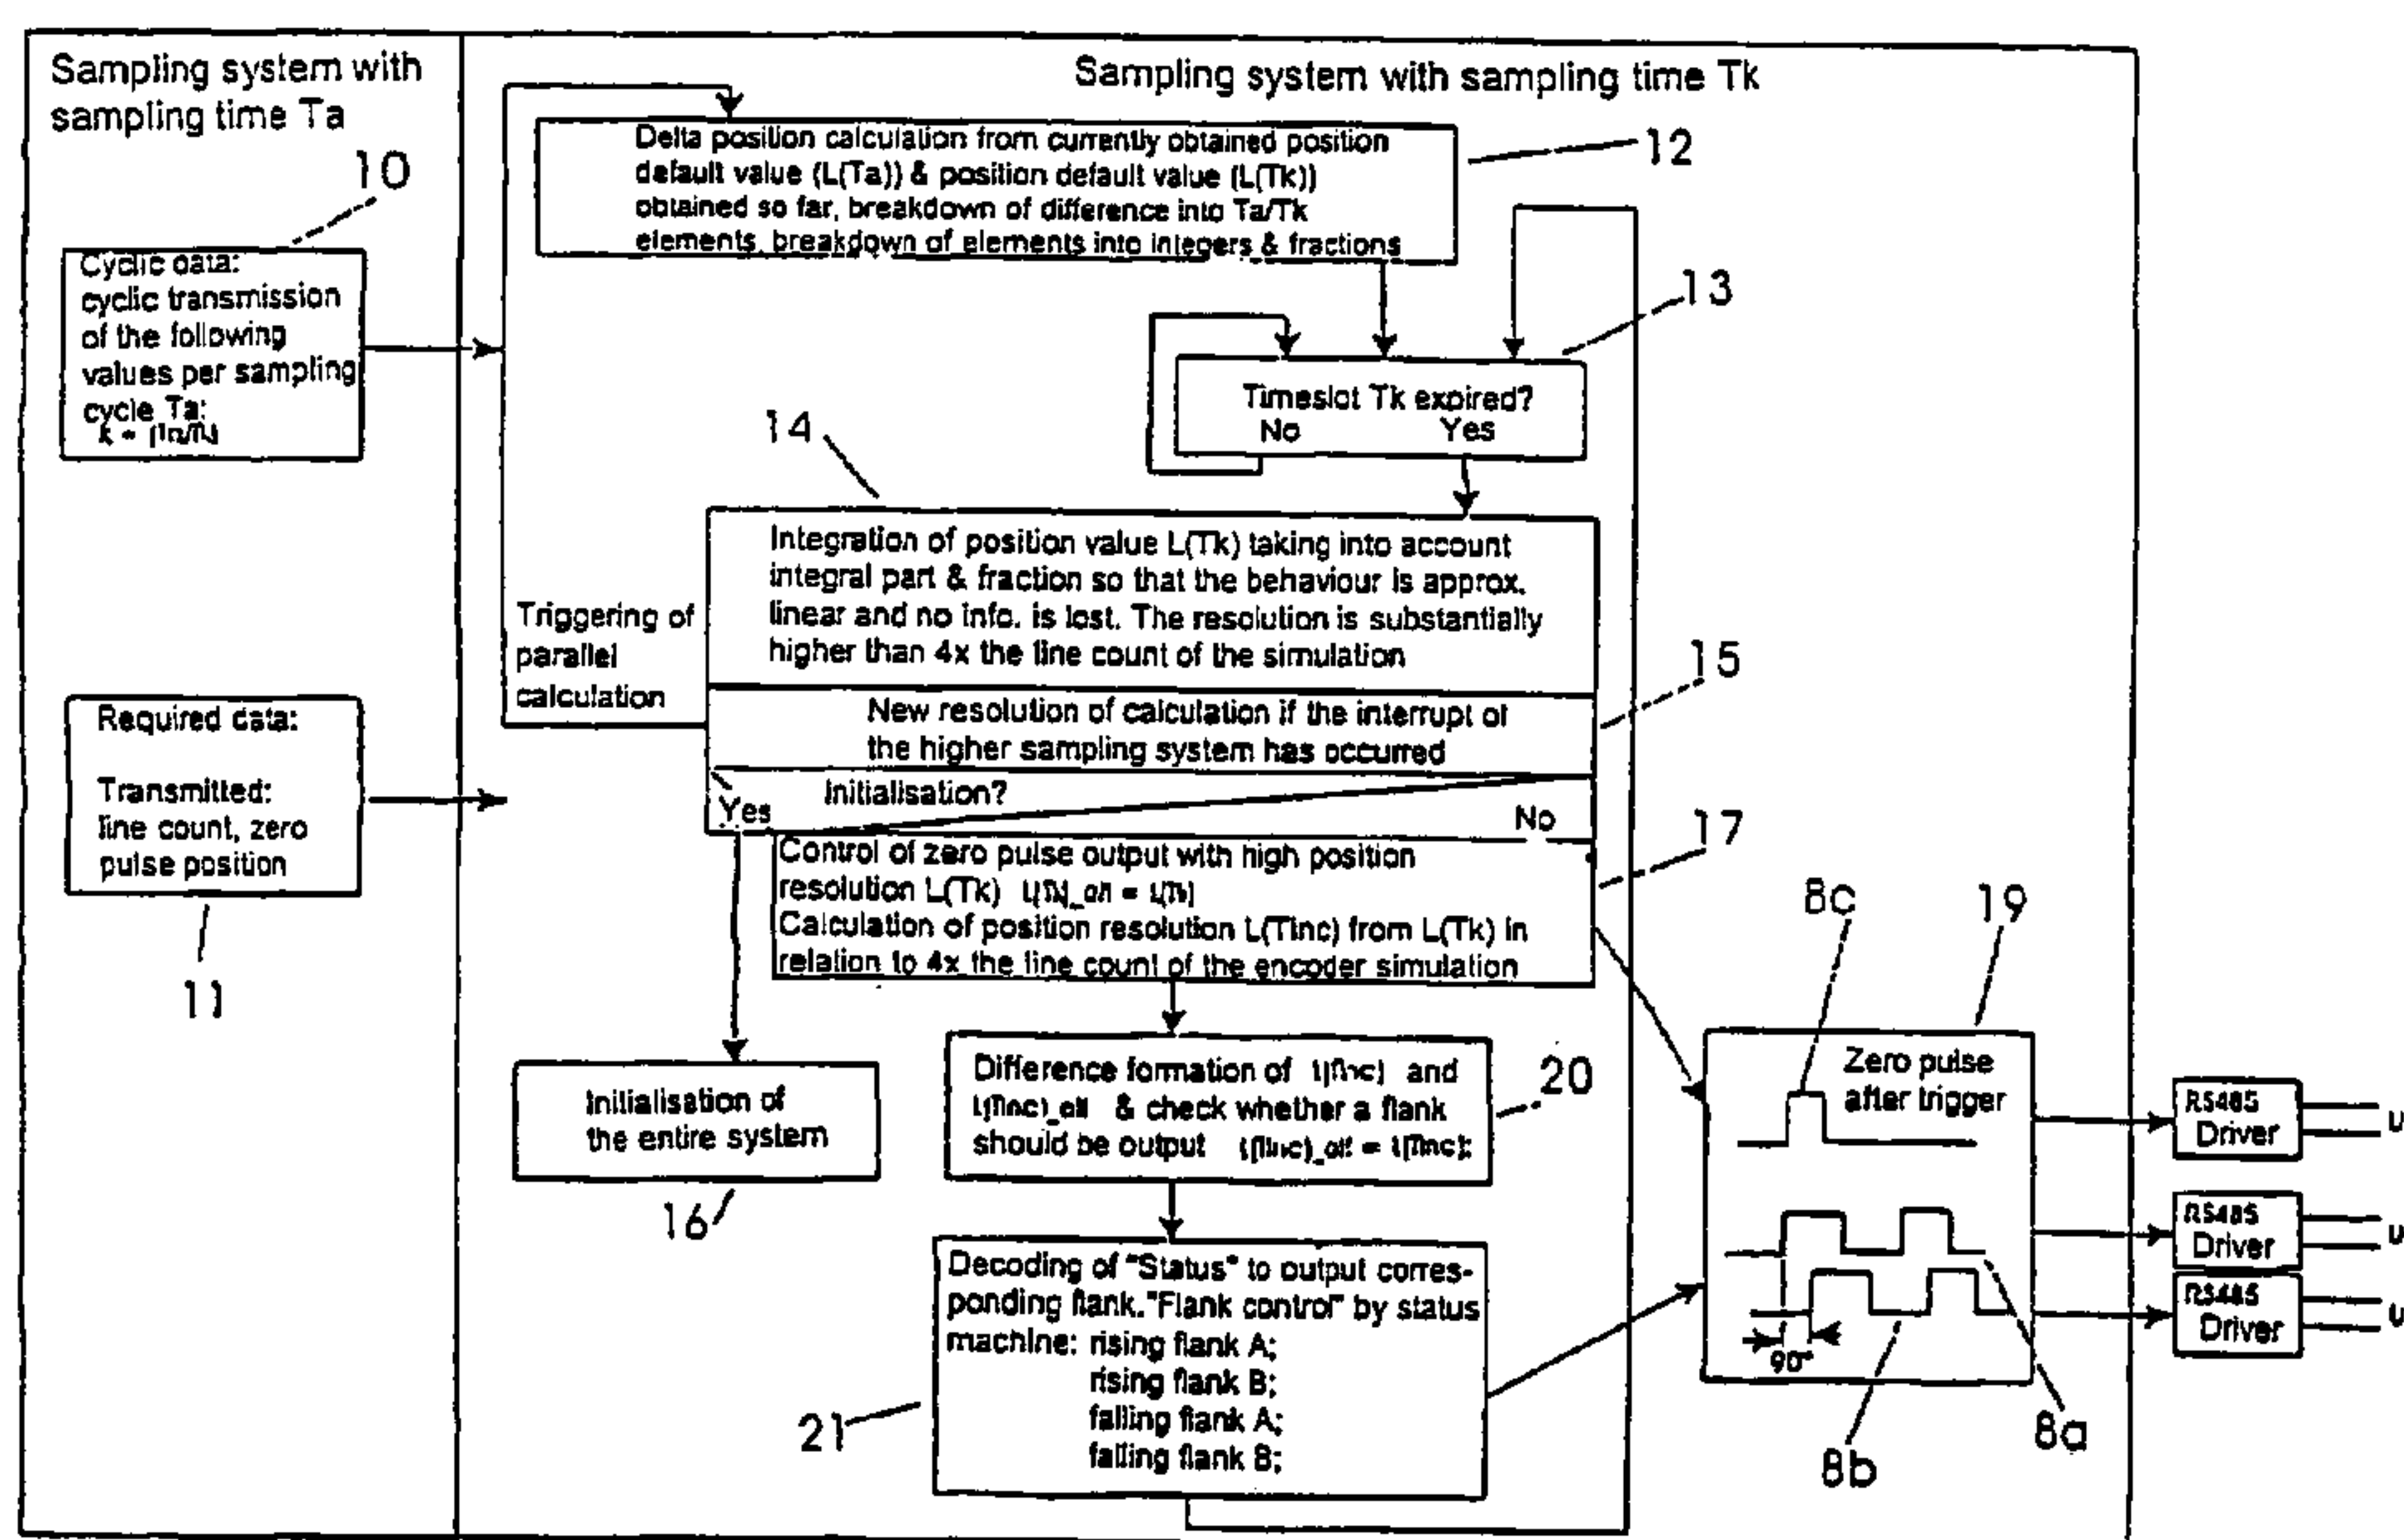 Sampling system with
sampling time Ta
Sampling system with sampling time Tk
10
Cyclic data:
cyclic transmission
of the following
values per sampling
cycle Ta:
11
Required data:
Transmitted:
line count, zero
pulse position
12
Delta position calculation from currently obtained position
default value (L(Ta)) & position default value (L(Tk))
obtained so far, breakdown of difference into Ta/Tk
elements, breakdown of elements into integers & fractions
13
Timeslot Tk expired?
No Yes
14
Integration of position value L(Tk) taking into account
integral part & fraction so that the behaviour is approx.
linear and no info. is lost. The resolution is substantially
higher than 4x the line count of the simulation
Triggering of
parallel
calculation
15
New resolution of calculation if the interrupt of
the higher sampling system has occurred
Initialisation?
Yes
No
17
Control of zero pulse output with high position
resolution L(Tk)
Calculation of position resolution L(Tinc) from L(Tk) in
relation to 4x the line count of the encoder simulation
16
Initialisation of
the entire system
20
Difference formation of and
& check whether a flank
should be output
21
Decoding of "Status" to output corres-
ponding flank."Flank control" by status
machine: rising flank A;
rising flank B;
falling flank A;
falling flank B;
8c
19
Zero pulse
after trigger
90°
8b
8a
RS485
Driver
RS485
Driver
RS485
Driver